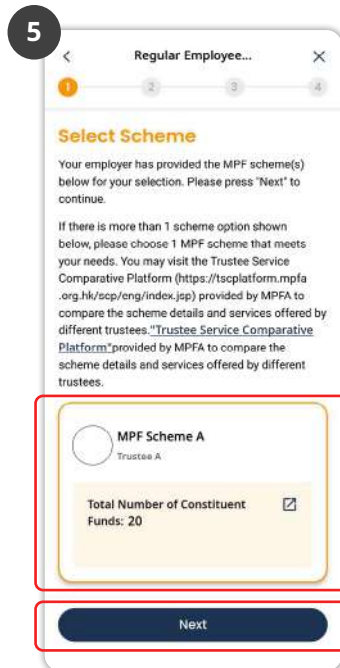 5
Regular Employee...
1 2 3 4
Select Scheme
Your employer has provided the MPF scheme(s)
below for your selection. Please press "Next" to
continue.
If there is more than 1 scheme option shown
below, please choose 1 MPF scheme that meets
your needs. You may visit the Trustee Service
Comparative Platform (https://tscplatform.mpfa
.org.hk/scp/eng/index.jsp) provided by MPFA to
compare the scheme details and services offered by
different trustees."Trustee Service Comparative
Platform"provided by MPFA to compare the
scheme details and services offered by different
trustees.
MPF Scheme A
Trustee A
Total Number of Constituent
Funds: 20
Next